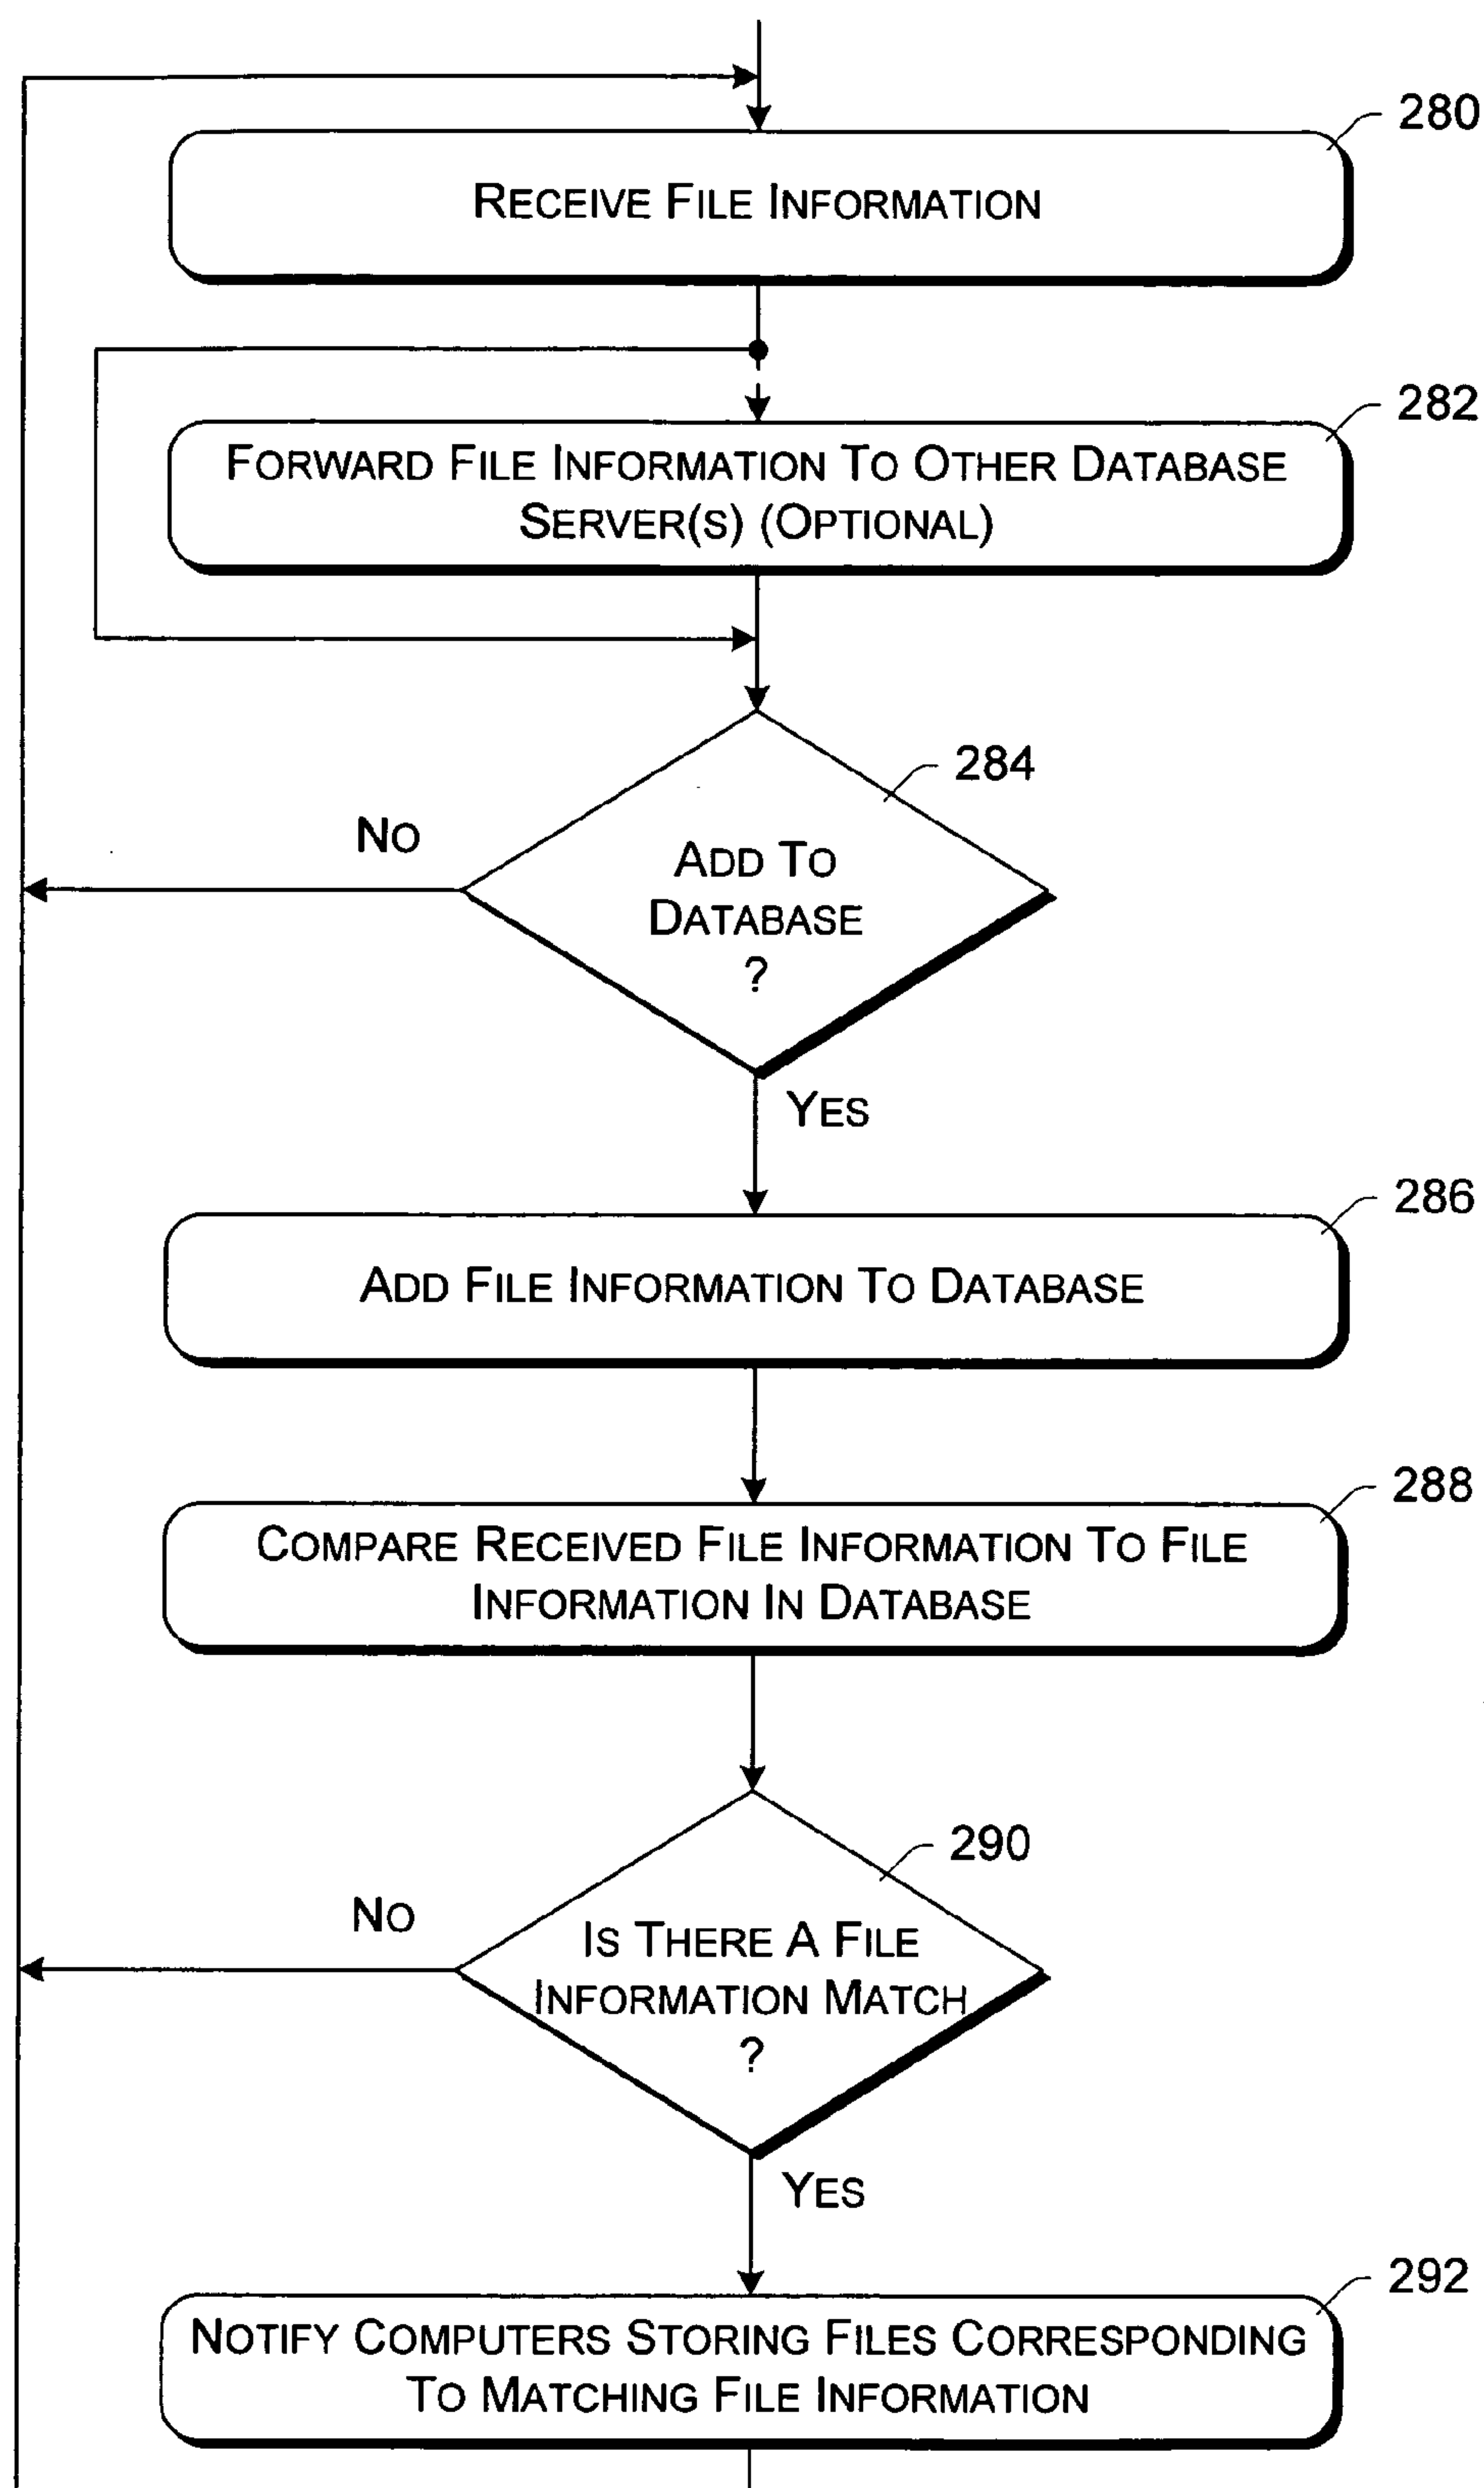 280
RECEIVE FILE INFORMATION
282
FORWARD FILE INFORMATION TO OTHER DATABASE
SERVER(S) (OPTIONAL)
284
NO
ADD TO
DATABASE
?
YES
286
ADD FILE INFORMATION TO DATABASE
288
COMPARE RECEIVED FILE INFORMATION TO FILE
INFORMATION IN DATABASE
290
NO
IS THERE A FILE
INFORMATION MATCH
?
YES
292
NOTIFY COMPUTERS STORING FILES CORRESPONDING
TO MATCHING FILE INFORMATION